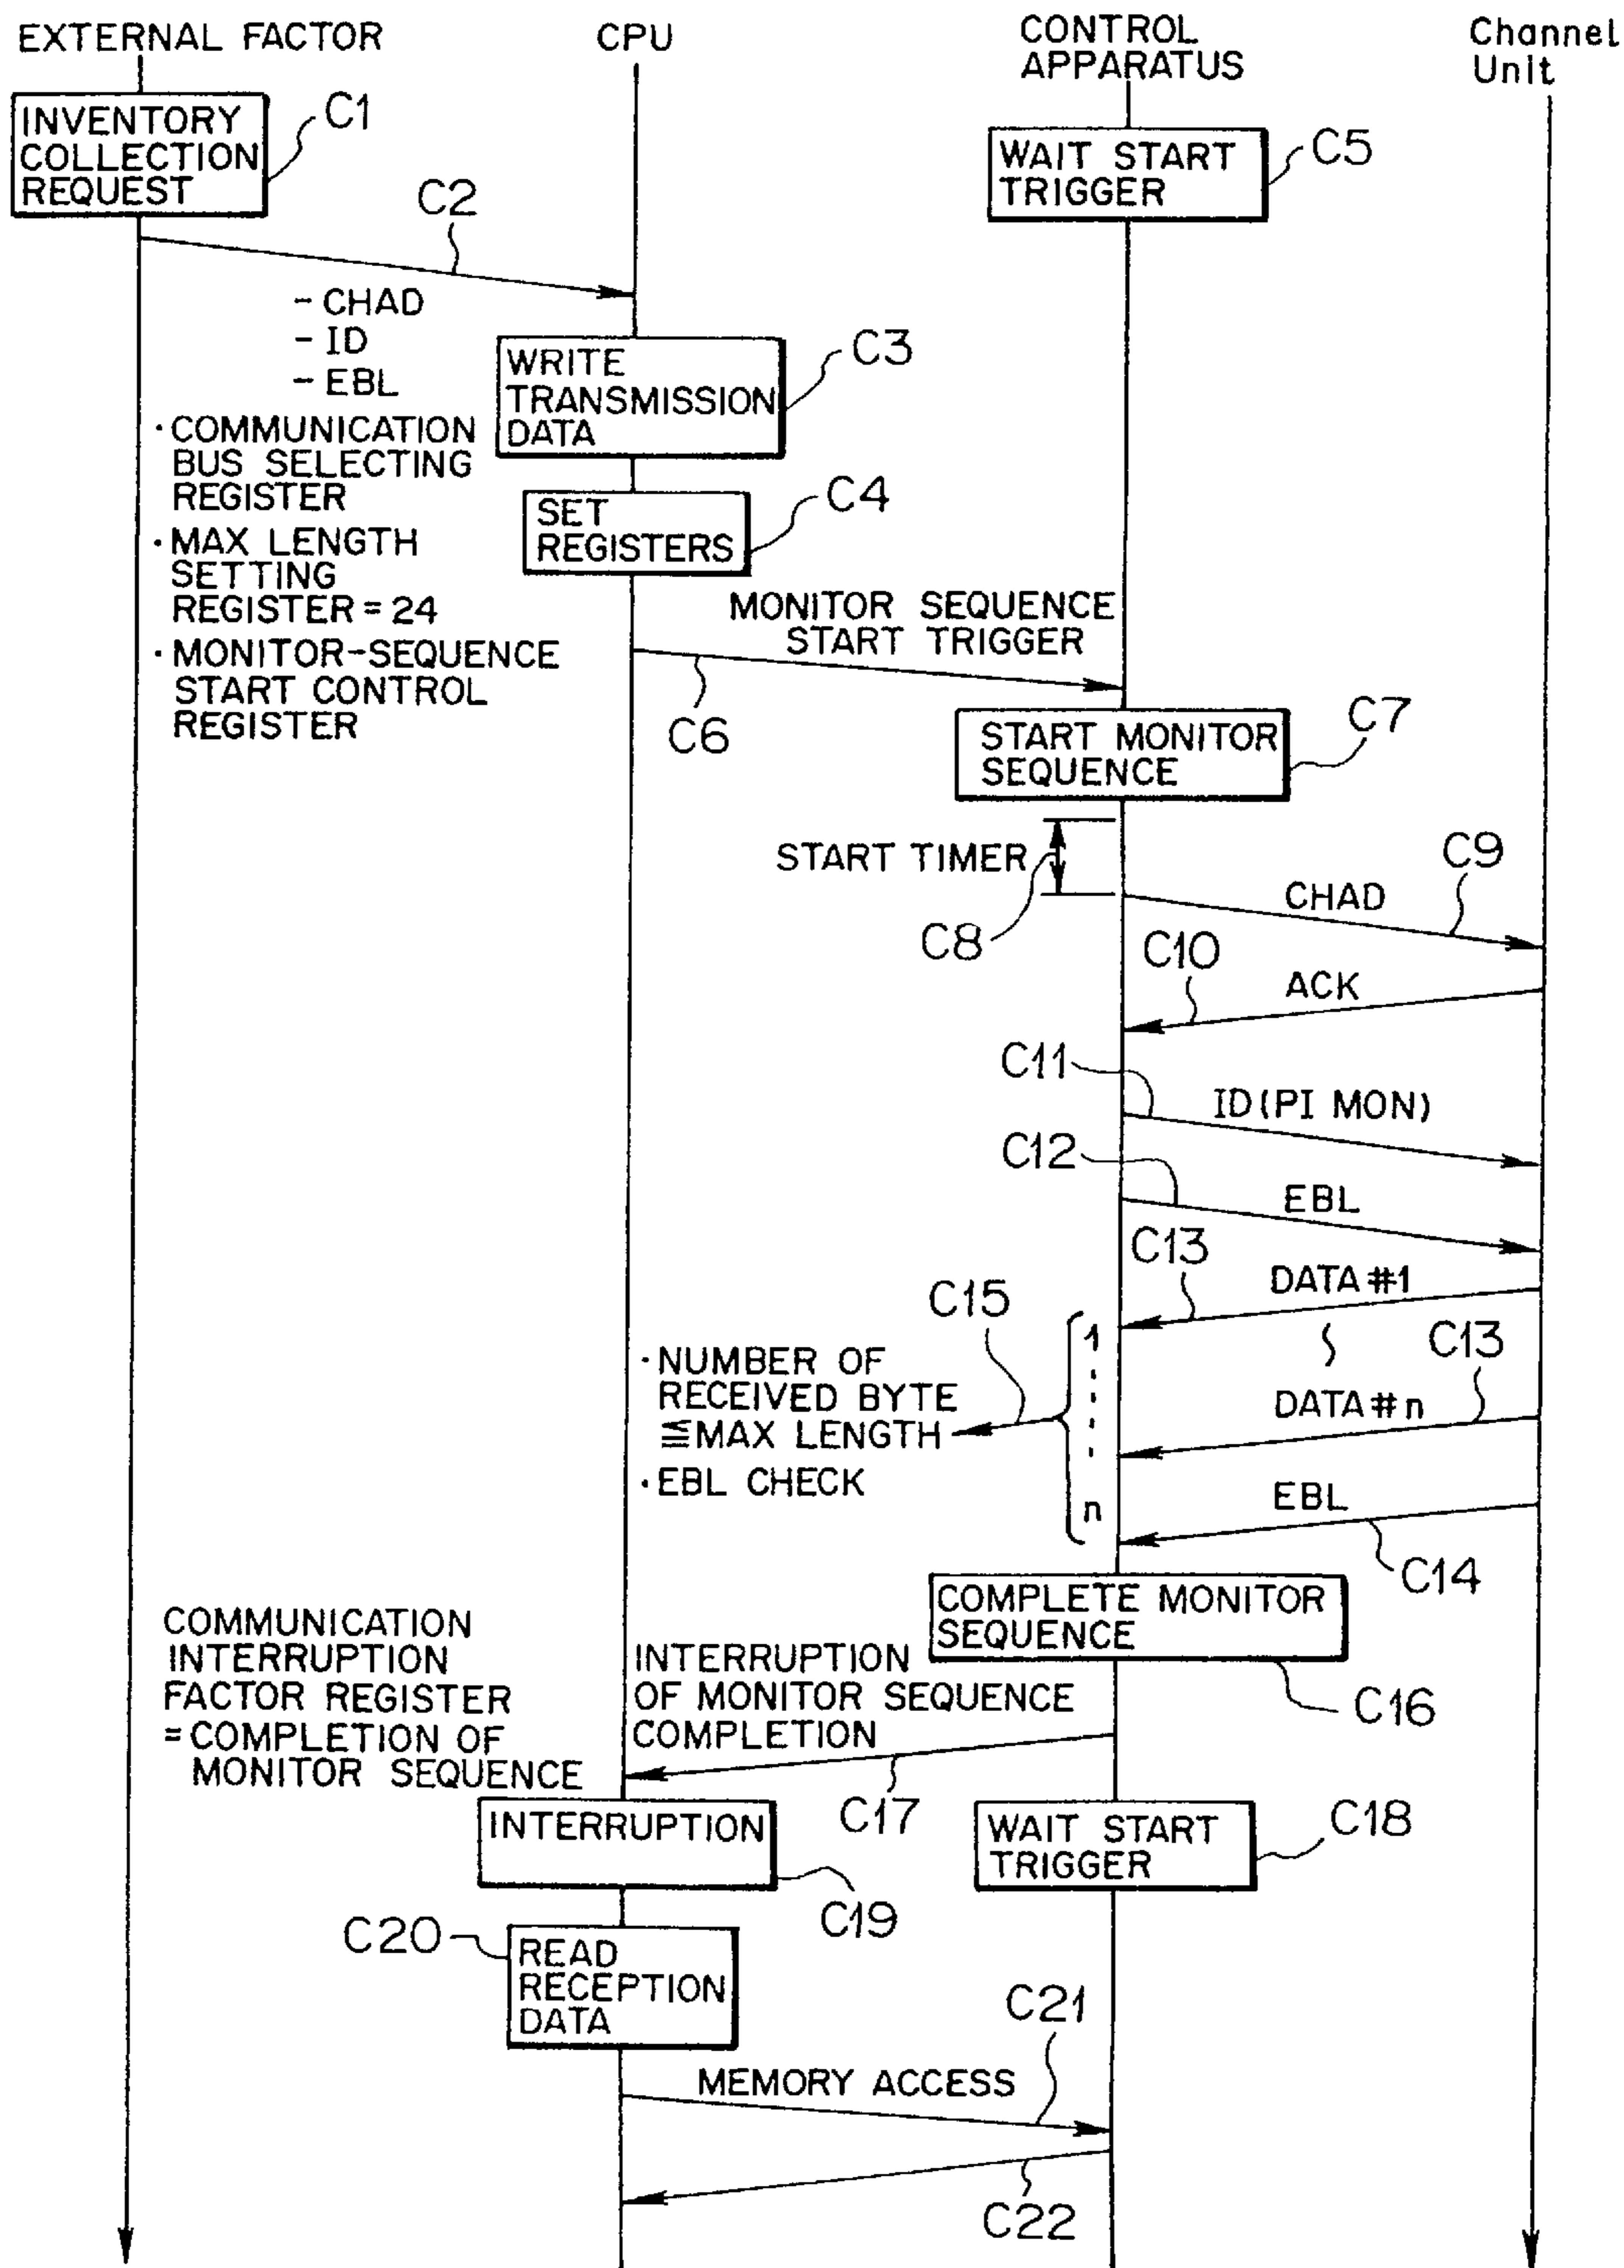 EXTERNAL FACTOR
CPU
CONTROL
APPARATUS
Channel
Unit
INVENTORY
COLLECTION
REQUEST
C1
WAIT START
TRIGGER
C5
C2
- CHAD
- ID
- EBL
WRITE
TRANSMISSION
DATA
C3
· COMMUNICATION
BUS SELECTING
REGISTER
· MAX LENGTH
SETTING
REGISTER = 24
· MONITOR-SEQUENCE
START CONTROL
REGISTER
SET
REGISTERS
C4
MONITOR SEQUENCE
START TRIGGER
C6
START MONITOR
SEQUENCE
C7
START TIMER
C8
CHAD
C9
C10
ACK
C11
ID (PI MON)
C12
EBL
C13
DATA #1
C15
1
C13
· NUMBER OF
RECEIVED BYTE
≦MAX LENGTH
· EBL CHECK
DATA #n
n
EBL
C14
COMPLETE MONITOR
SEQUENCE
C16
COMMUNICATION
INTERRUPTION
FACTOR REGISTER
= COMPLETION OF
MONITOR SEQUENCE
INTERRUPTION
OF MONITOR SEQUENCE
COMPLETION
C17
INTERRUPTION
C19
WAIT START
TRIGGER
C18
C20
READ
RECEPTION
DATA
MEMORY ACCESS
C21
C22